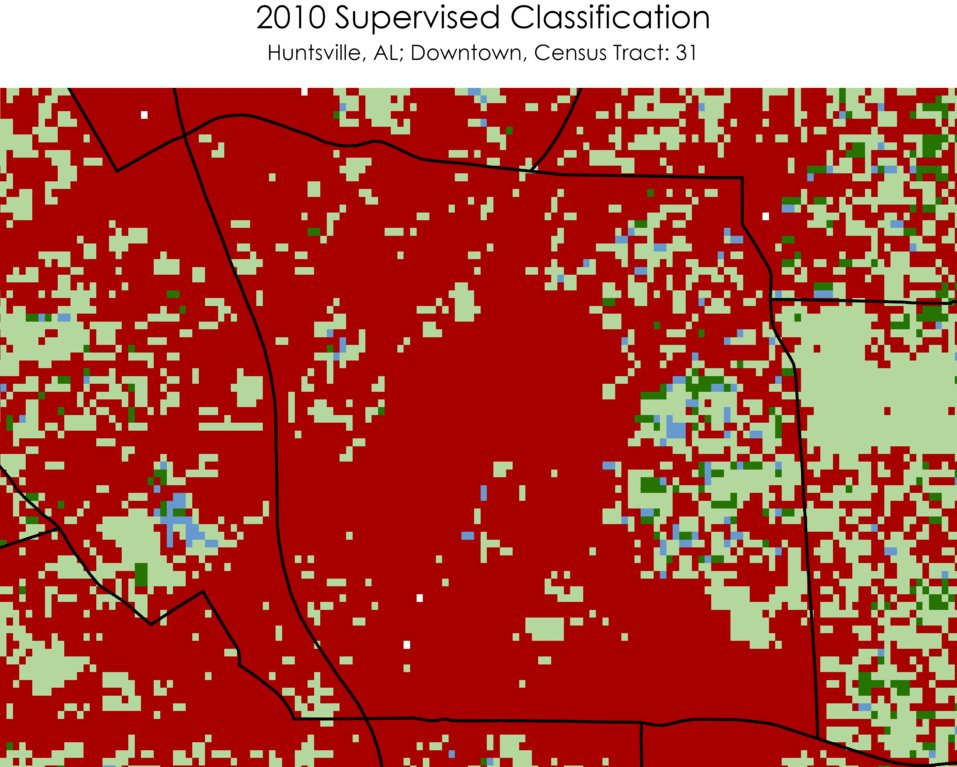 2010 Supervised Classification
Huntsville, AL; Downtown, Census Tract: 31